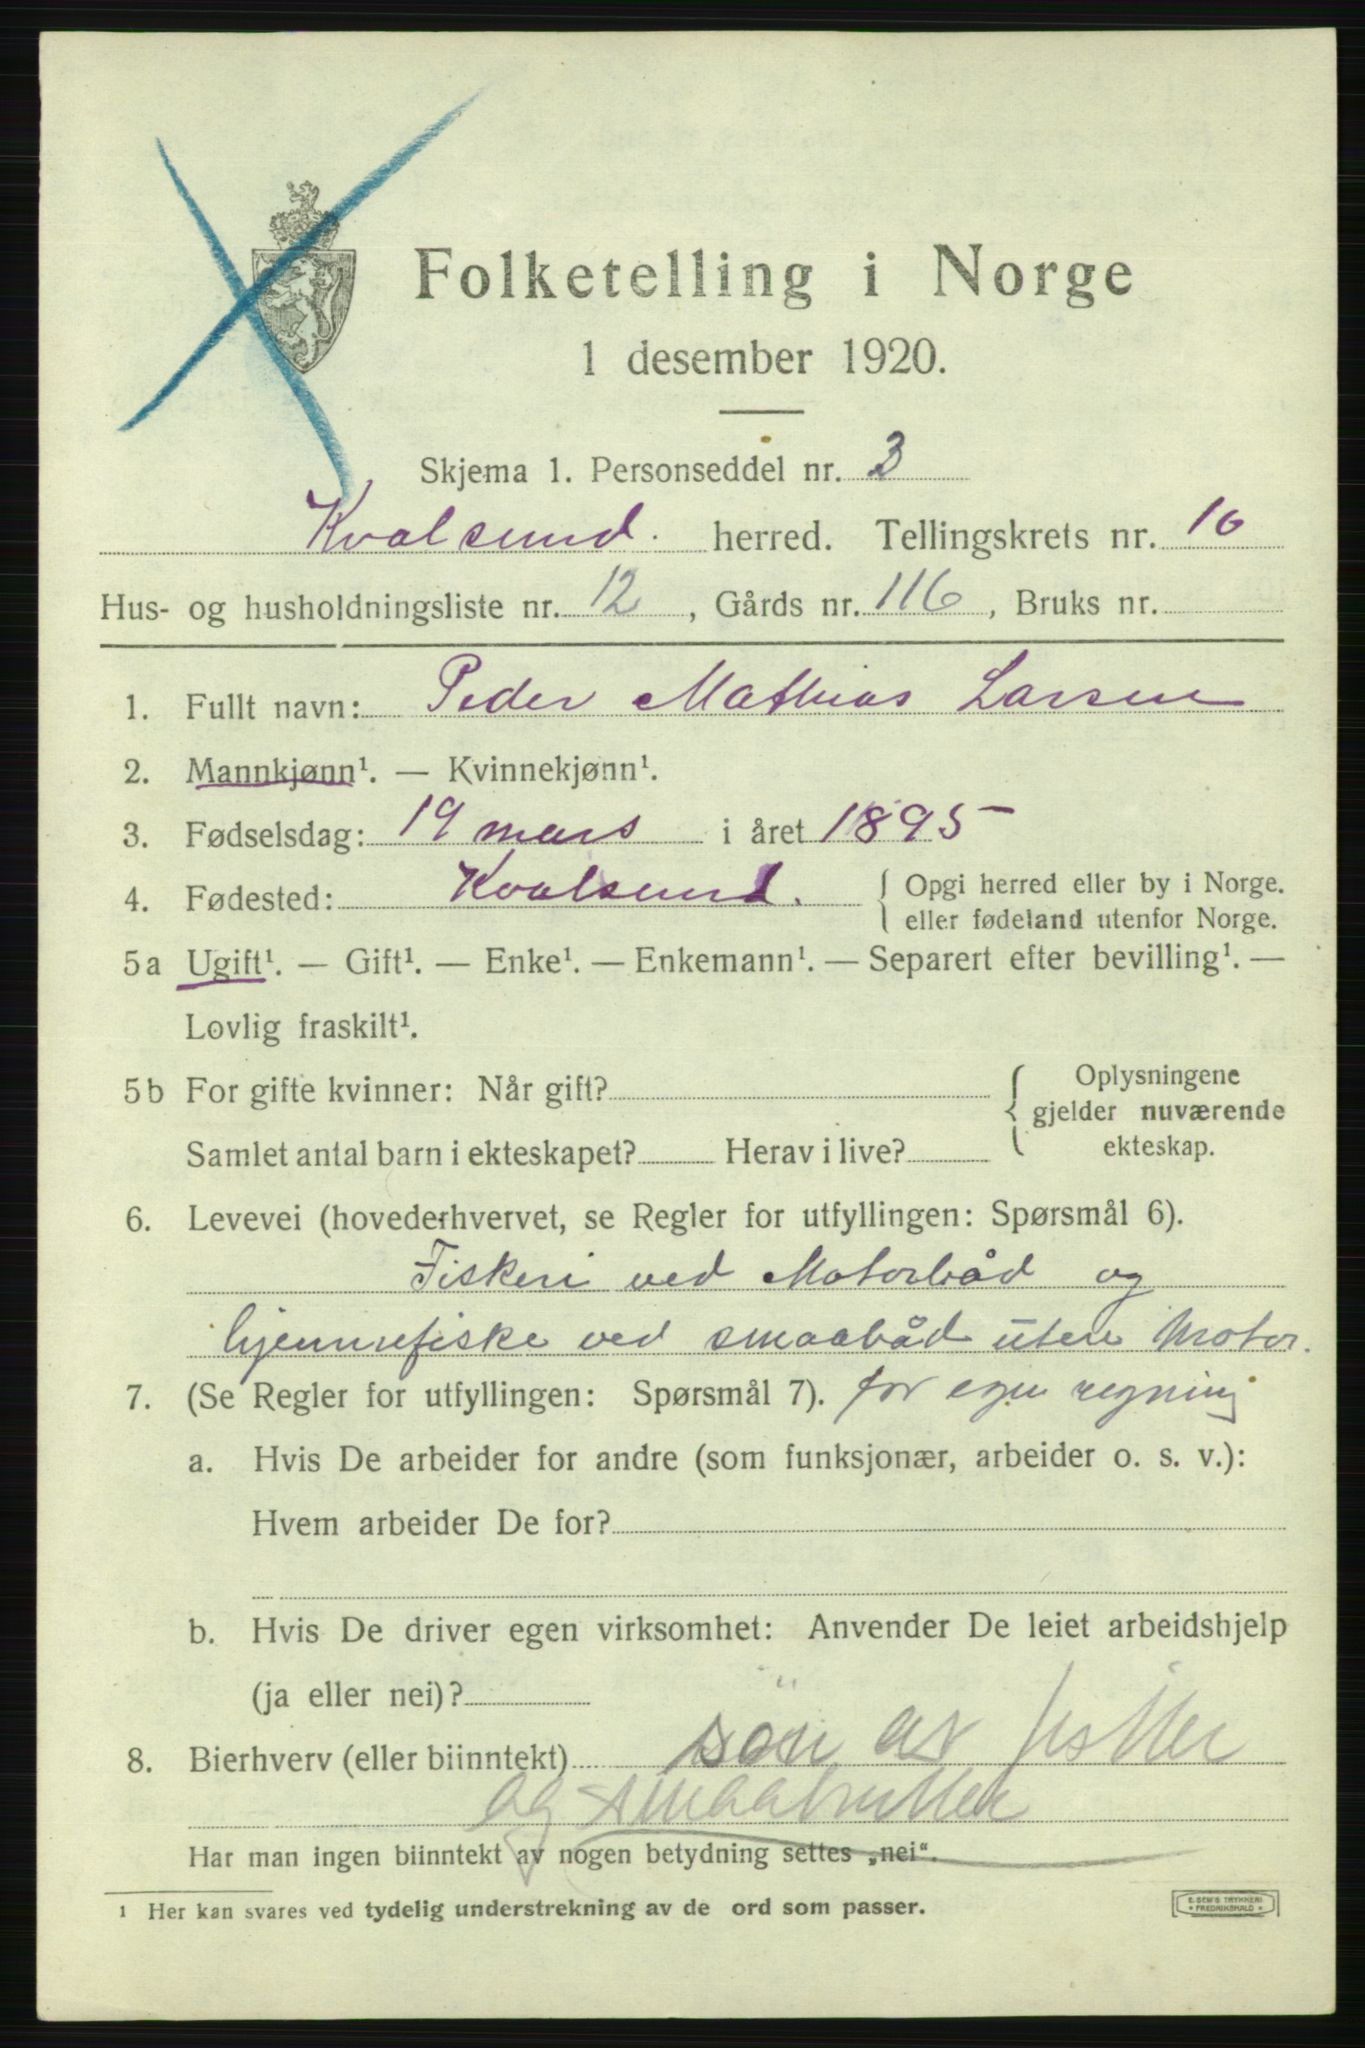 Folketelling i Norge
1 desember 1920.
Skjema 1. Personseddel nr. 3
Kvalsund. herred. Tellingskrets nr. 10
Hus- og husholdningsliste nr. 12, Gårds nr. 116, Bruks nr.
1. Fullt navn: Peder Mathias Larsen
2. Mannkjønn¹. — Kvinnekjønn¹.
3. Fødselsdag: 19 mars i året 1895
4. Fødested: Kvalsund. { Opgi herred eller by i Norge.
eller fødeland utenfor Norge.
5a Ugift¹. — Gift¹. — Enke¹. — Enkemann¹. — Separert efter bevilling¹. —
Lovlig fraskilt¹.
5b For gifte kvinner: Når gift? { Oplysningene
gjelder nuværende
Samlet antal barn i ekteskapet? Herav i live? ekteskap.
6. Levevei (hovederhvervet, se Regler for utfyllingen: Spørsmål 6).
Fiskeri ved Motorbåd og
hjemmefiske ved smaabåd uten Motor.
7. (Se Regler for utfyllingen: Spørsmål 7). for egen regning
a. Hvis De arbeider for andre (som funksjonær, arbeider o. s. v.):
Hvem arbeider De for?
b. Hvis De driver egen virksomhet: Anvender De leiet arbeidshjelp
(ja eller nei)?
8. Bierhverv (eller biinntekt) søn av fisker
og smaabruker
Har man ingen biinntekt av nogen betydning settes „nei“.
1 Her kan svares ved tydelig understrekning av de ord som passer.
E. SEM'S TRYKKERI
FREDRIKSHALD